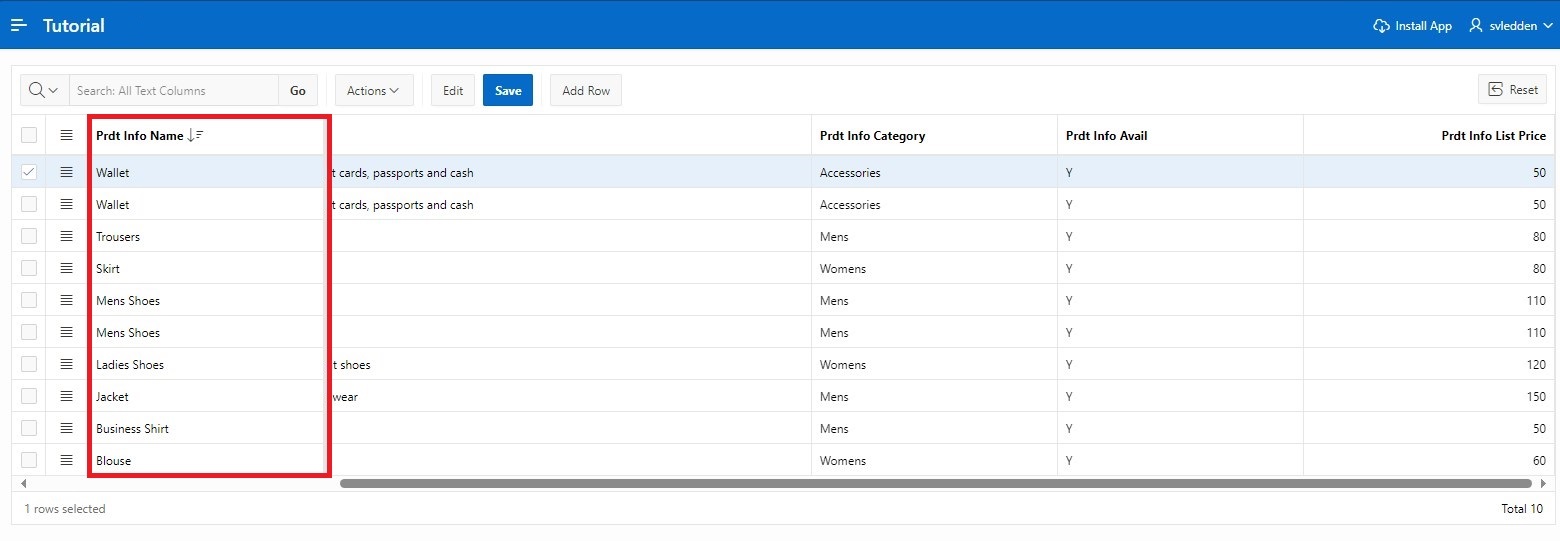 Tutorial Install App svledden
Search: All Text Columns Go Actions Edit Save Add Row Reset
Prdt Info Name Prdt Info Category Prdt Info Avail Prdt Info List Price
Wallet t cards, passports and cash Accessories Y 50
Wallet t cards, passports and cash Accessories Y 50
Trousers Mens Y 80
Skirt Womens Y 80
Mens Shoes Mens Y 110
Mens Shoes Mens Y 110
Ladies Shoes t shoes Womens Y 120
Jacket wear Mens Y 150
Business Shirt Mens Y 50
Blouse Womens Y 60
1 rows selected Total 10